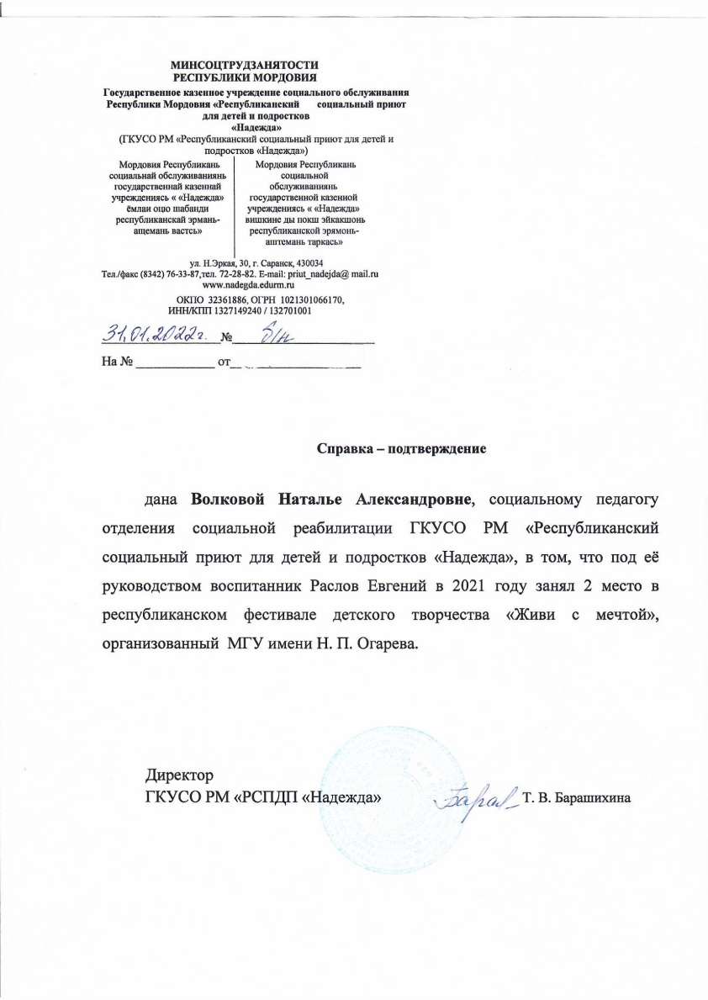 МИНСОЦТРУДЗАНЯТОСТИ
РЕСПУБЛИКИ МОРДОВИЯ
Государственное казенное учреждение социального обслуживания
Республики Мордовия «Республиканский социальный приют
для детей и подростков
«Надежда»
(ГКУСО РМ «Республиканский социальный приют для детей и
подростков «Надежда»)
Мордовия Республикань
социальнай обслуживаниянь
государственнай казеннай
учреждениясь « «Надежда»
ёмлаи оцю шабанди
республиканскай эрмань-
ащемань вастсь»
Мордовия Республикань
социальной
обслуживаниянь
государственной казенной
учреждениясь « «Надежда»
вишкине ды покш эйкакшонь
республиканской эрямонь-
аштемань таркась»
ул. Н.Эркая, 30, г. Саранск, 430034
Тел./факс (8342) 76-33-87,тел. 72-28-82. E-mail: priut_nadejda@ mail.ru
www.nadegda.edurm.ru
ОКПО 32361886, ОГРН 1021301066170,
ИНН/КПП 1327149240 / 132701001
31.01.2022г. № б/н
На № ____________ от____________________
Справка – подтверждение
дана Волковой Наталье Александровне, социальному педагогу
отделения социальной реабилитации ГКУСО РМ «Республиканский
социальный приют для детей и подростков «Надежда», в том, что под её
руководством воспитанник Раслов Евгений в 2021 году занял 2 место в
республиканском фестивале детского творчества «Живи с мечтой»,
организованный МГУ имени Н. П. Огарева.
Директор
ГКУСО РМ «РСПДП «Надежда» Т. В. Барашихина